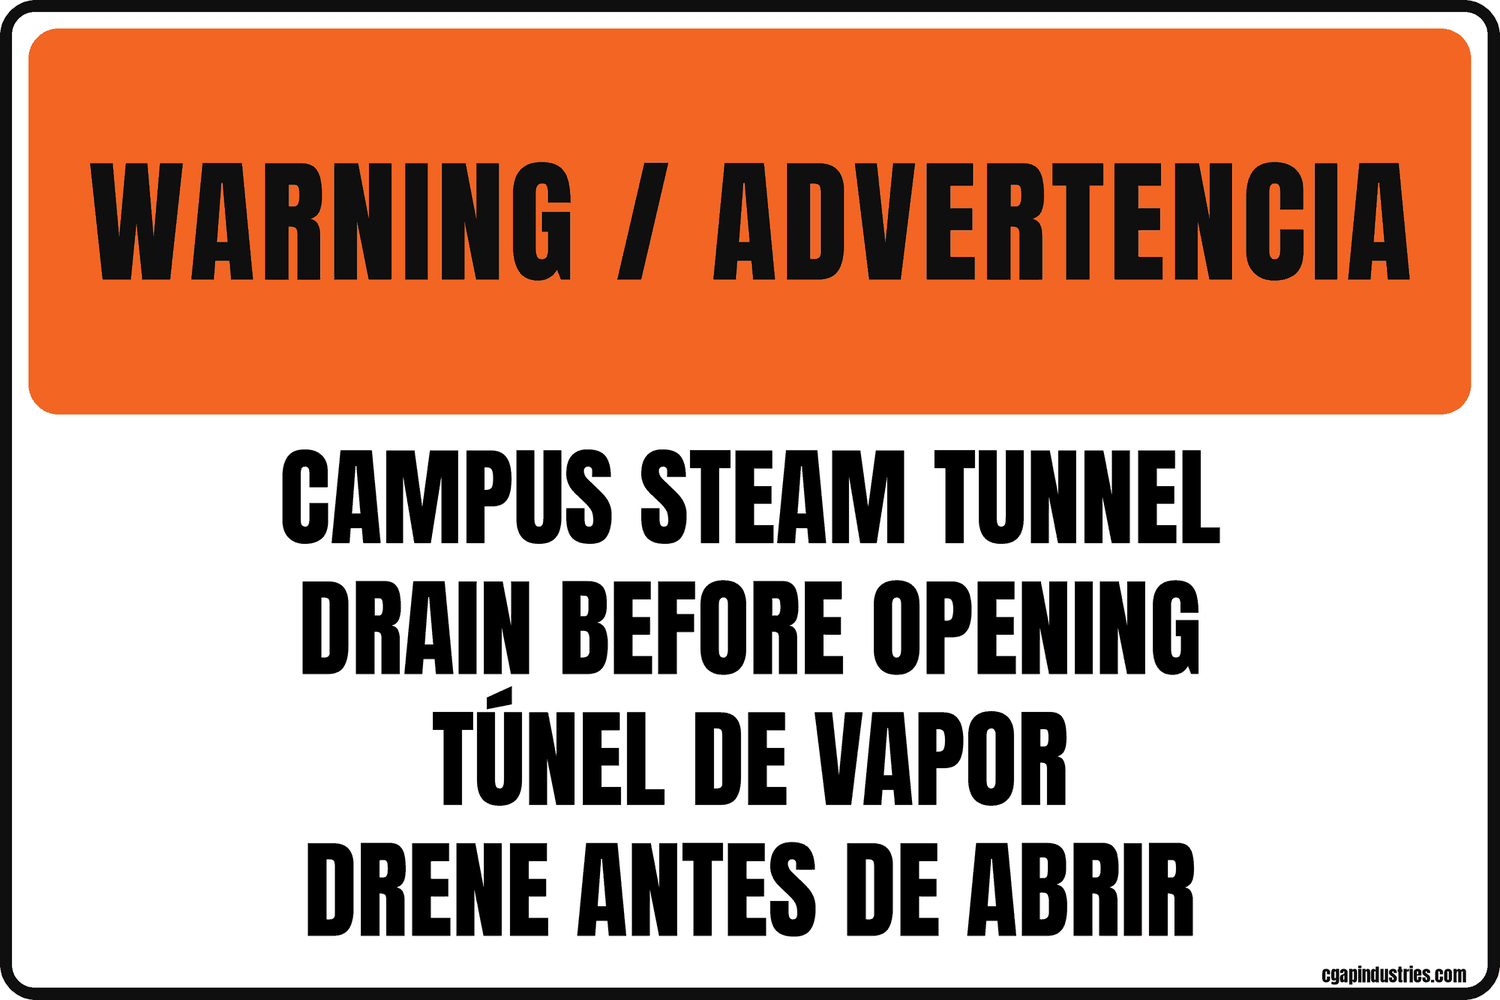 WARNING / ADVERTENCIA
CAMPUS STEAM TUNNEL
DRAIN BEFORE OPENING
TÚNEL DE VAPOR
DRENE ANTES DE ABRIR
cgapindustries.com